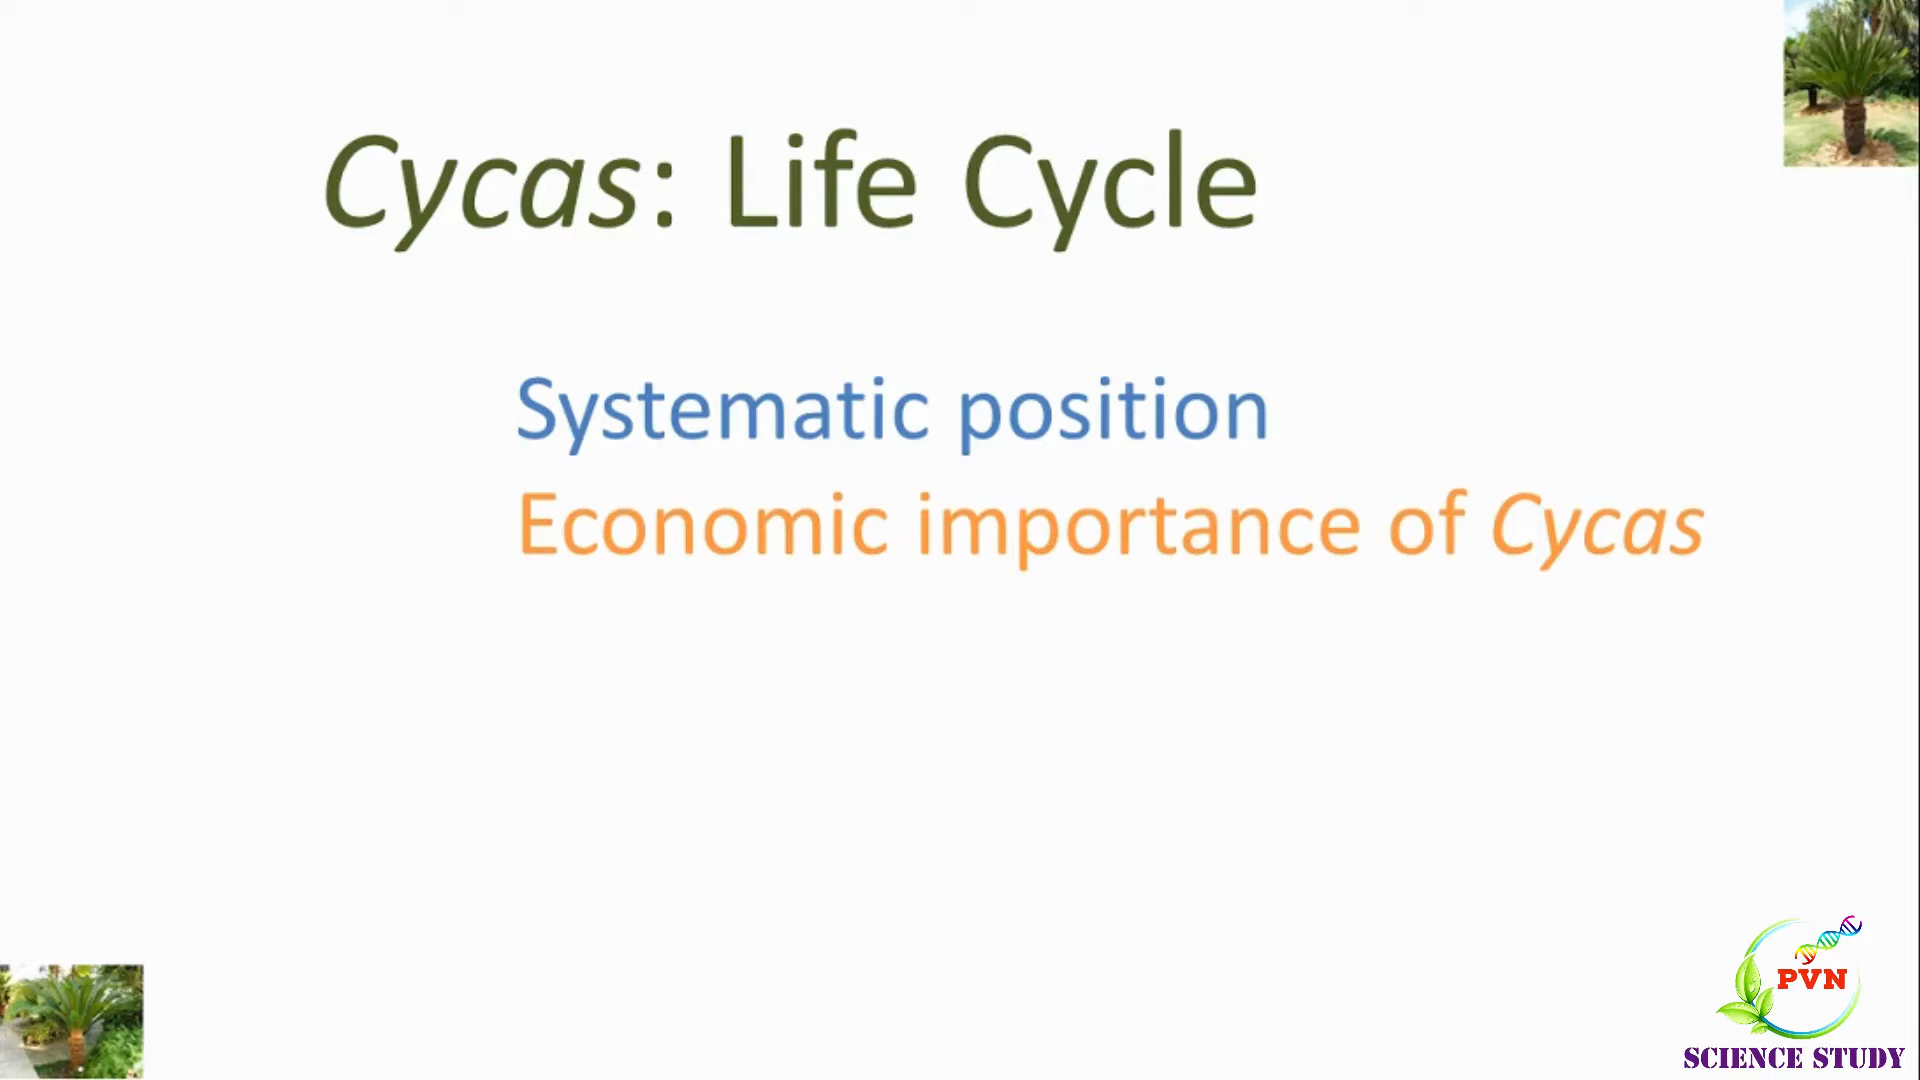 Cycas: Life Cycle
Systematic position
Economic importance of Cycas
PVN
SCIENCE STUDY